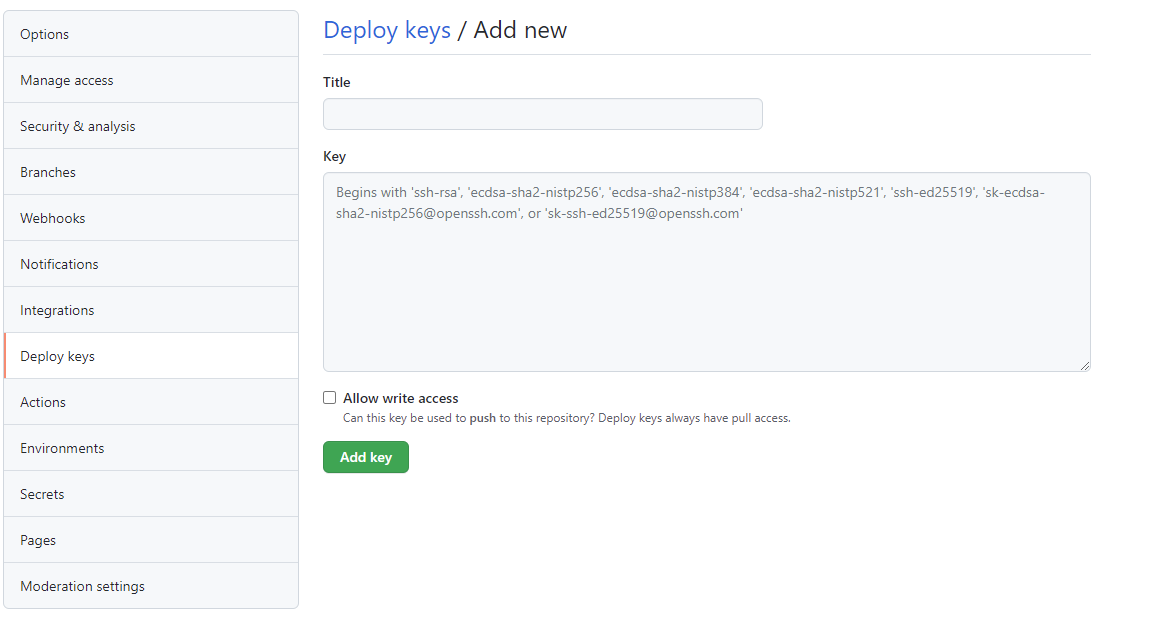 Options
Manage access
Security & analysis
Branches
Webhooks
Notifications
Integrations
Deploy keys
Actions
Environments
Secrets
Pages
Moderation settings
Deploy keys / Add new
Title
Key
Begins with 'ssh-rsa', 'ecdsa-sha2-nistp256', 'ecdsa-sha2-nistp384', 'ecdsa-sha2-nistp521', 'ssh-ed25519', 'sk-ecdsa-
sha2-nistp256@openssh.com', or 'sk-ssh-ed25519@openssh.com'
Allow write access
Can this key be used to push to this repository? Deploy keys always have pull access.
Add key